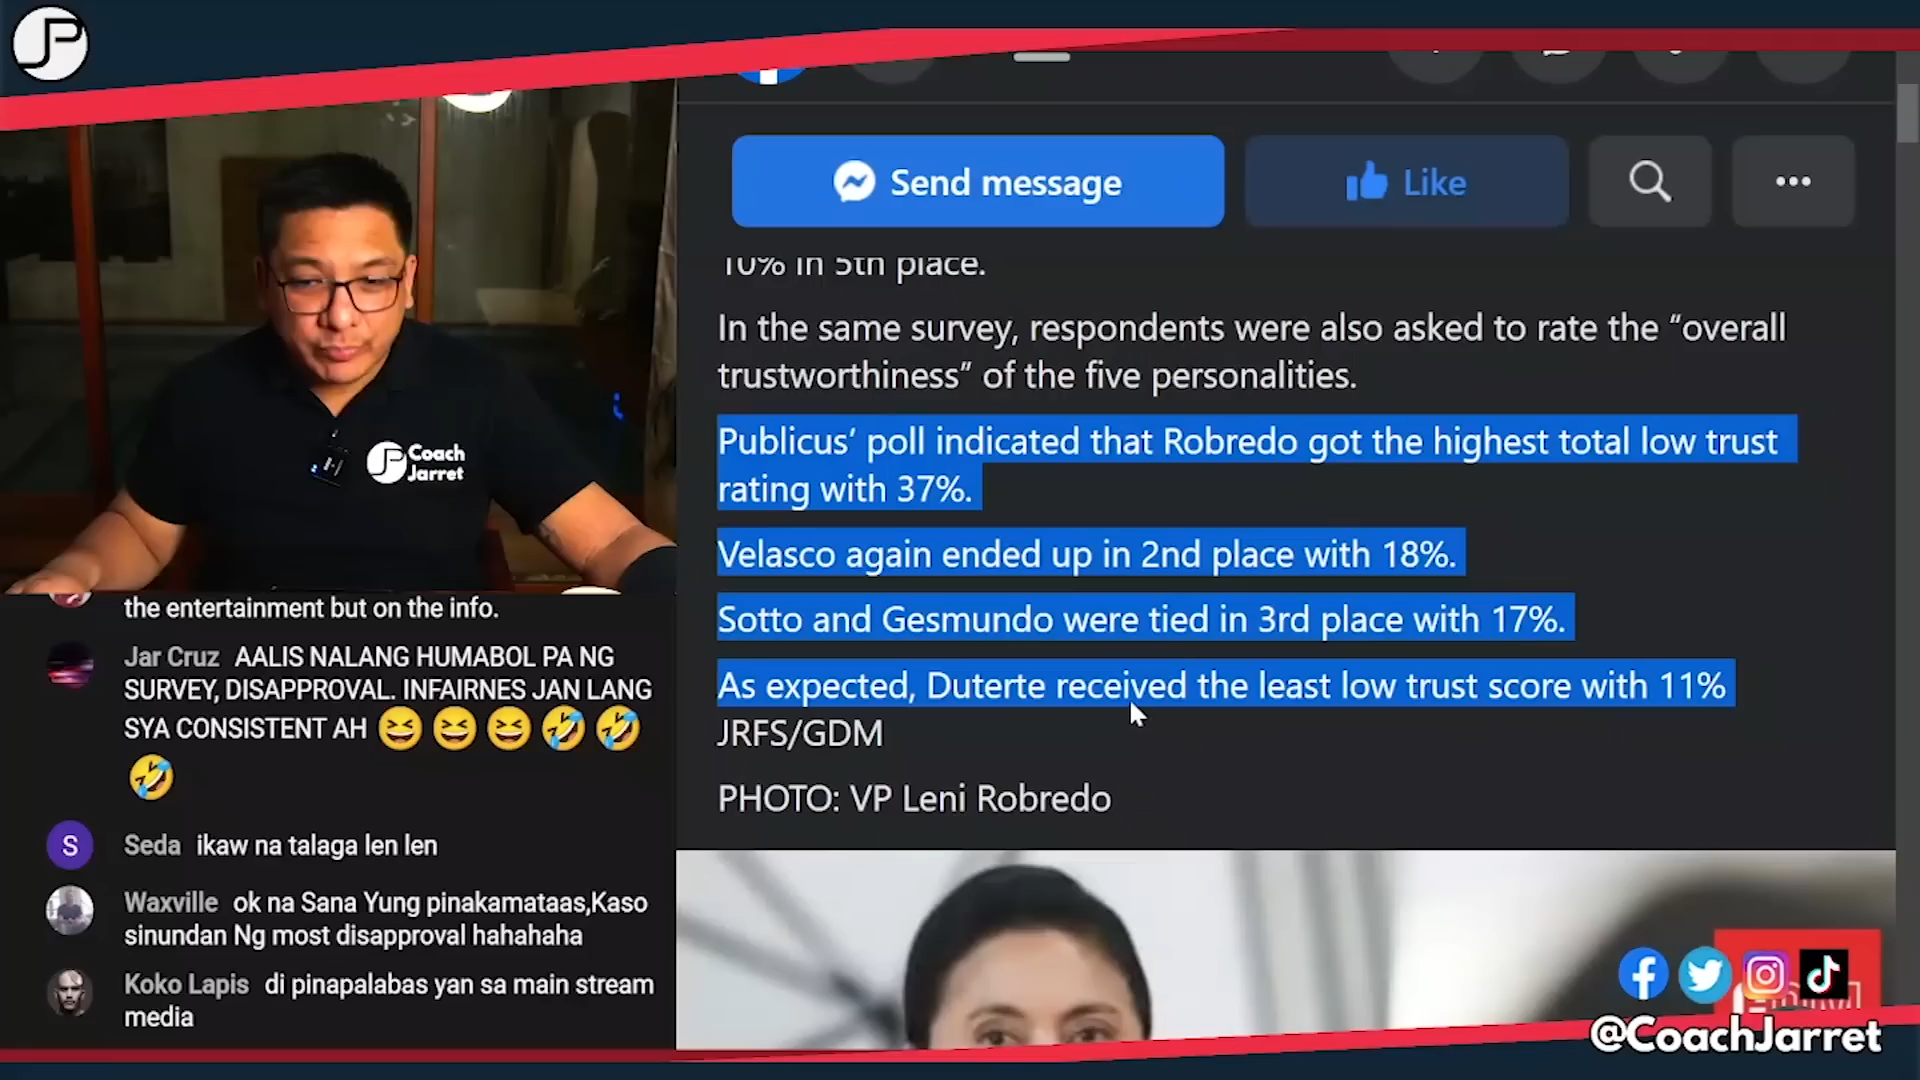 JP
Send message
Like
10% in 5th place.
In the same survey, respondents were also asked to rate the “overall
trustworthiness” of the five personalities.
Publicus’ poll indicated that Robredo got the highest total low trust
rating with 37%.
Velasco again ended up in 2nd place with 18%.
Sotto and Gesmundo were tied in 3rd place with 17%.
As expected, Duterte received the least low trust score with 11%
JRFS/GDM
PHOTO: VP Leni Robredo
JP Coach
Jarret
the entertainment but on the info.
Jar Cruz AALIS NALANG HUMABOL PA NG
SURVEY, DISAPPROVAL. INFAIRNES JAN LANG
SYA CONSISTENT AH 😆😆😆🤣🤣
🤣
S Seda ikaw na talaga len len
Waxville ok na Sana Yung pinakamataas,Kaso
sinundan Ng most disapproval hahahaha
Koko Lapis di pinapalabas yan sa main stream
media
@CoachJarret